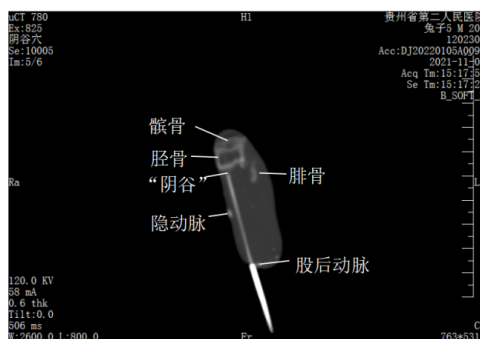 uCT 780
Ex:825
阴谷穴
Se:10005
Im:5/6
H1
贵州省第二人民医院
兔子5 M 20
120230
Acc:DJ20220105A009
2021-11-0
Acq Tm:15:17:5
Se Tm:15:17:2
B_SOFT_
髌骨
胫骨
“阴谷”
腓骨
Ra
L
隐动脉
股后动脉
120.0 KV
58 mA
0.6 thk
Tilt:0.0
506 ms
W:2600.0 L:800.0
C
763*531